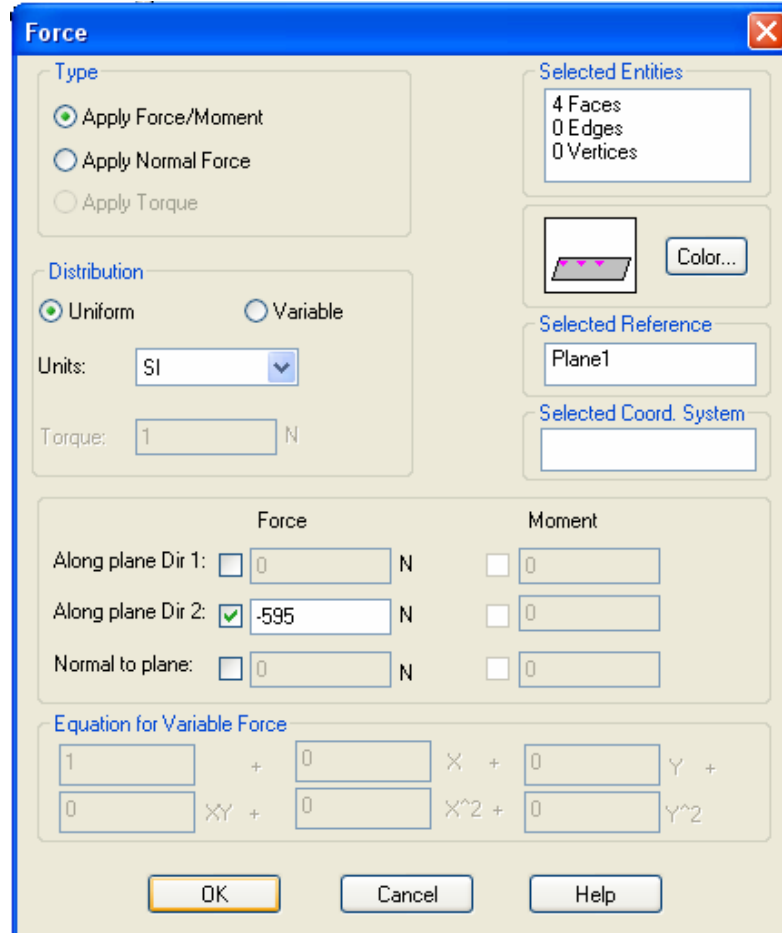 Force
Type
Apply Force/Moment
Apply Normal Force
Apply Torque
Selected Entities
4 Faces
0 Edges
0 Vertices
Color...
Distribution
Uniform Variable
Units: SI
Torque: 1 N
Selected Reference
Plane1
Selected Coord. System
Force Moment
Along plane Dir 1: 0 N 0
Along plane Dir 2: -595 N 0
Normal to plane: 0 N 0
Equation for Variable Force
1 + 0 X + 0 Y +
0 XY + 0 X^2 + 0 Y^2
OK Cancel Help